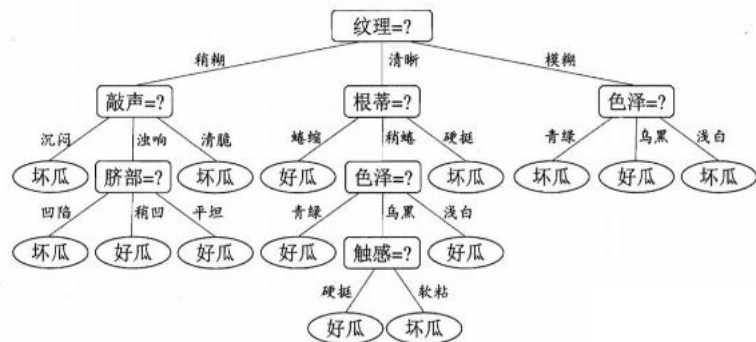 纹理=?
稍糊 清晰 模糊
敲声=? 根蒂=? 色泽=?
沉闷 浊响 清脆 蜷缩 稍蜷 硬挺 青绿 乌黑 浅白
坏瓜 脐部=? 坏瓜 好瓜 色泽=? 坏瓜 坏瓜 好瓜 坏瓜
凹陷 稍凹 平坦 青绿 乌黑 浅白
坏瓜 好瓜 好瓜 好瓜 触感=? 好瓜
硬挺 软粘
好瓜 坏瓜